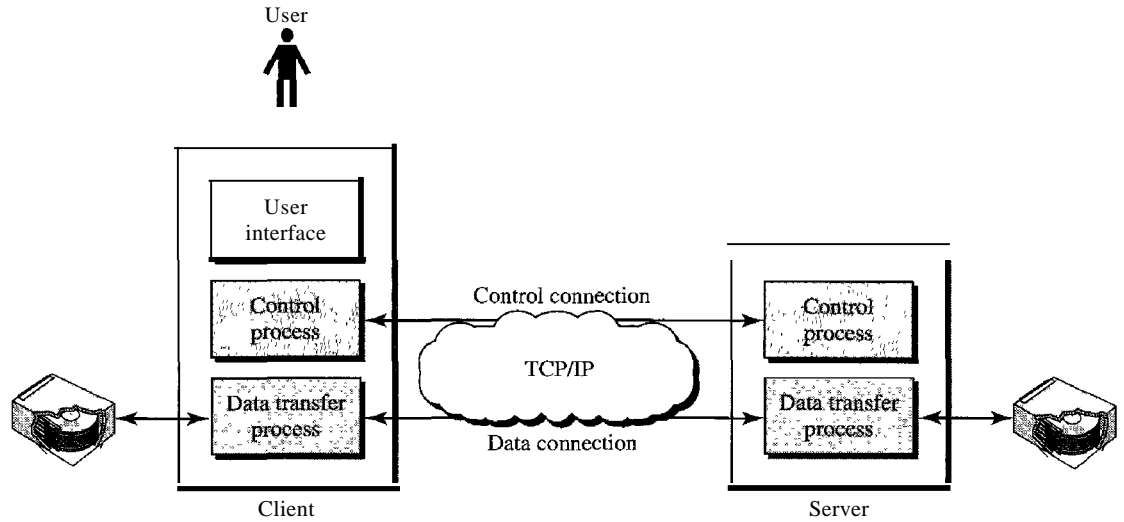 User
User
interface
Control
process
Data transfer
process
Client
Control connection
TCP/IP
Data connection
Control
process
Data transfer
process
Server